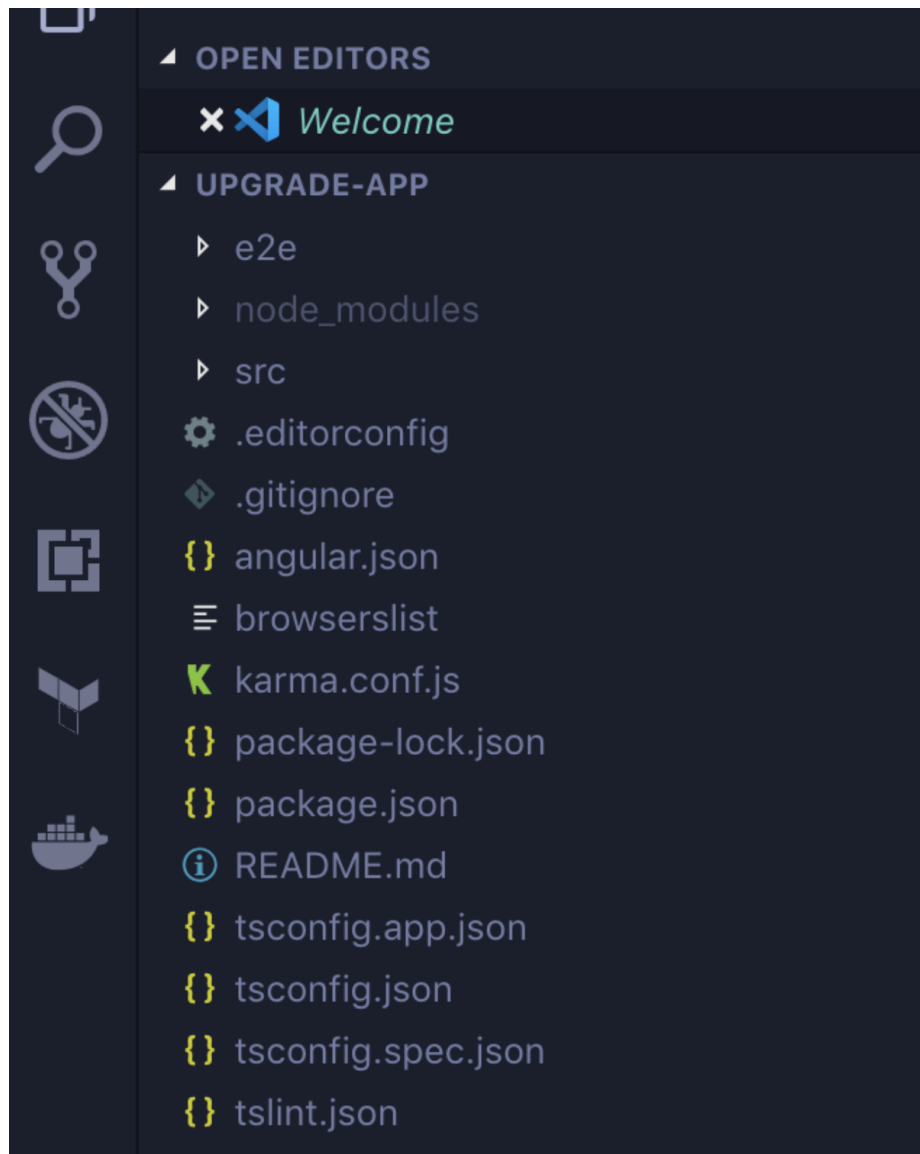 OPEN EDITORS
Welcome
UPGRADE-APP
e2e
node_modules
src
.editorconfig
.gitignore
angular.json
browserslist
karma.conf.js
package-lock.json
package.json
README.md
tsconfig.app.json
tsconfig.json
tsconfig.spec.json
tslint.json